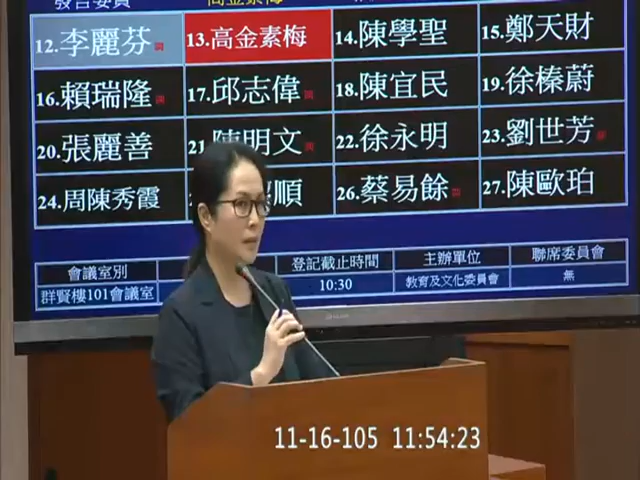 發言委員 高金素梅
12.李麗芬 13.高金素梅 14.陳學聖 15.鄭天財
16.賴瑞隆 17.邱志偉 18.陳宜民 19.徐榛蔚
20.張麗善 21.陳明文 22.徐永明 23.劉世芳
24.周陳秀霞 順 26.蔡易餘 27.陳歐珀
會議室別 登記截止時間 主辦單位 聯席委員會
群賢樓101會議室 10:30 教育及文化委員會 無
11-16-105 11:54:23